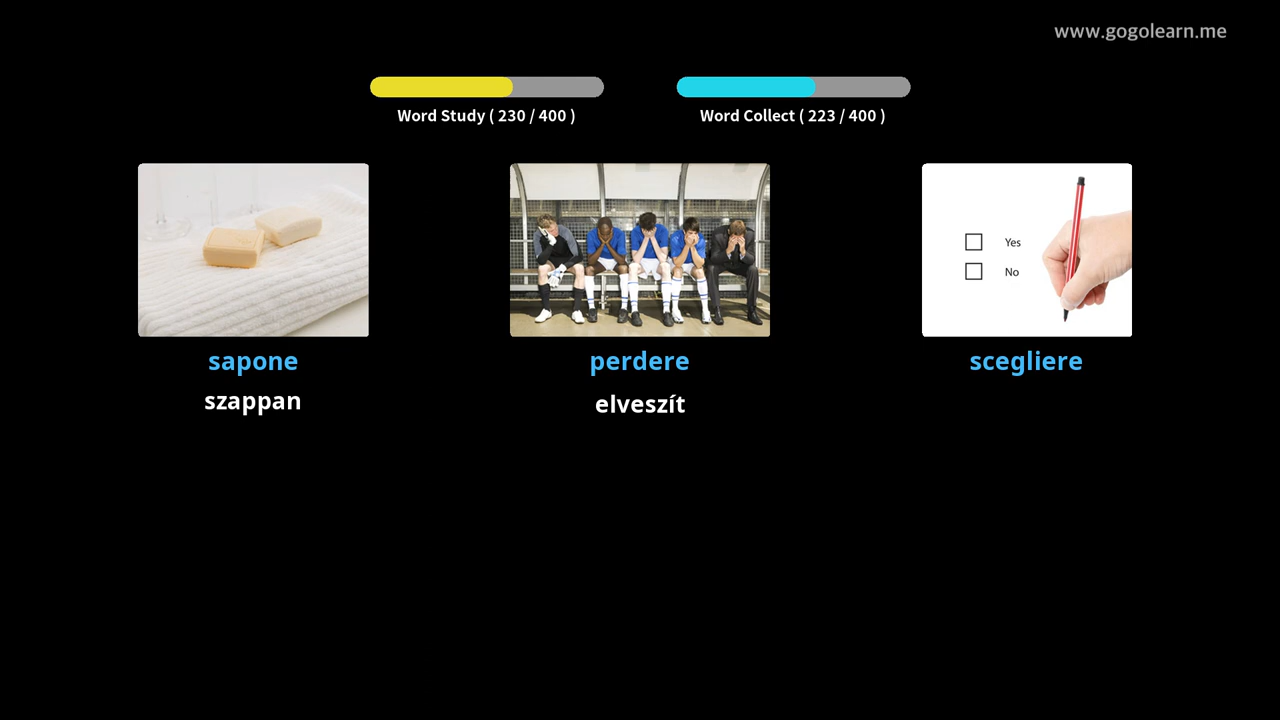 www.gogolearn.me
Word Study ( 230 / 400 )
Word Collect ( 223 / 400 )
Yes
No
sapone
perdere
scegliere
szappan
elveszít